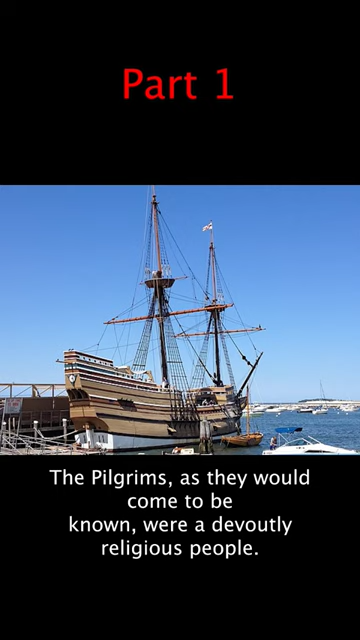 Part 1
The Pilgrims, as they would
come to be
known, were a devoutly
religious people.